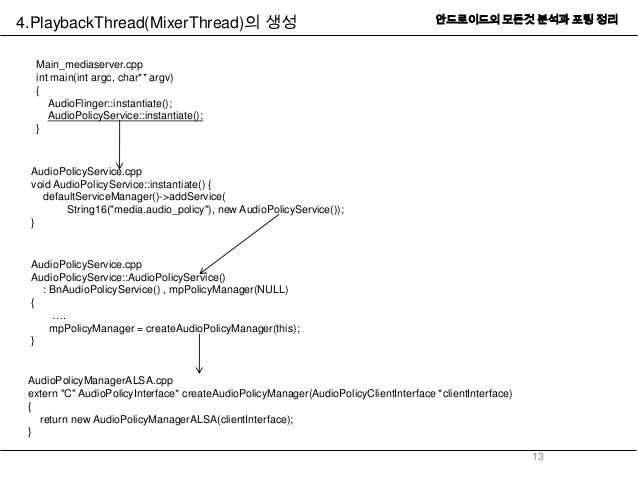 4.PlaybackThread(MixerThread)의 생성
안드로이드의 모든것 분석과 포팅 정리
Main_mediaserver.cpp
int main(int argc, char** argv)
{
AudioFlinger::instantiate();
AudioPolicyService::instantiate();
}
AudioPolicyService.cpp
void AudioPolicyService::instantiate() {
defaultServiceManager()->addService(
String16("media.audio_policy"), new AudioPolicyService());
}
AudioPolicyService.cpp
AudioPolicyService::AudioPolicyService()
: BnAudioPolicyService() , mpPolicyManager(NULL)
{
....
mpPolicyManager = createAudioPolicyManager(this);
}
AudioPolicyManagerALSA.cpp
extern "C" AudioPolicyInterface* createAudioPolicyManager(AudioPolicyClientInterface *clientInterface)
{
return new AudioPolicyManagerALSA(clientInterface);
}
13